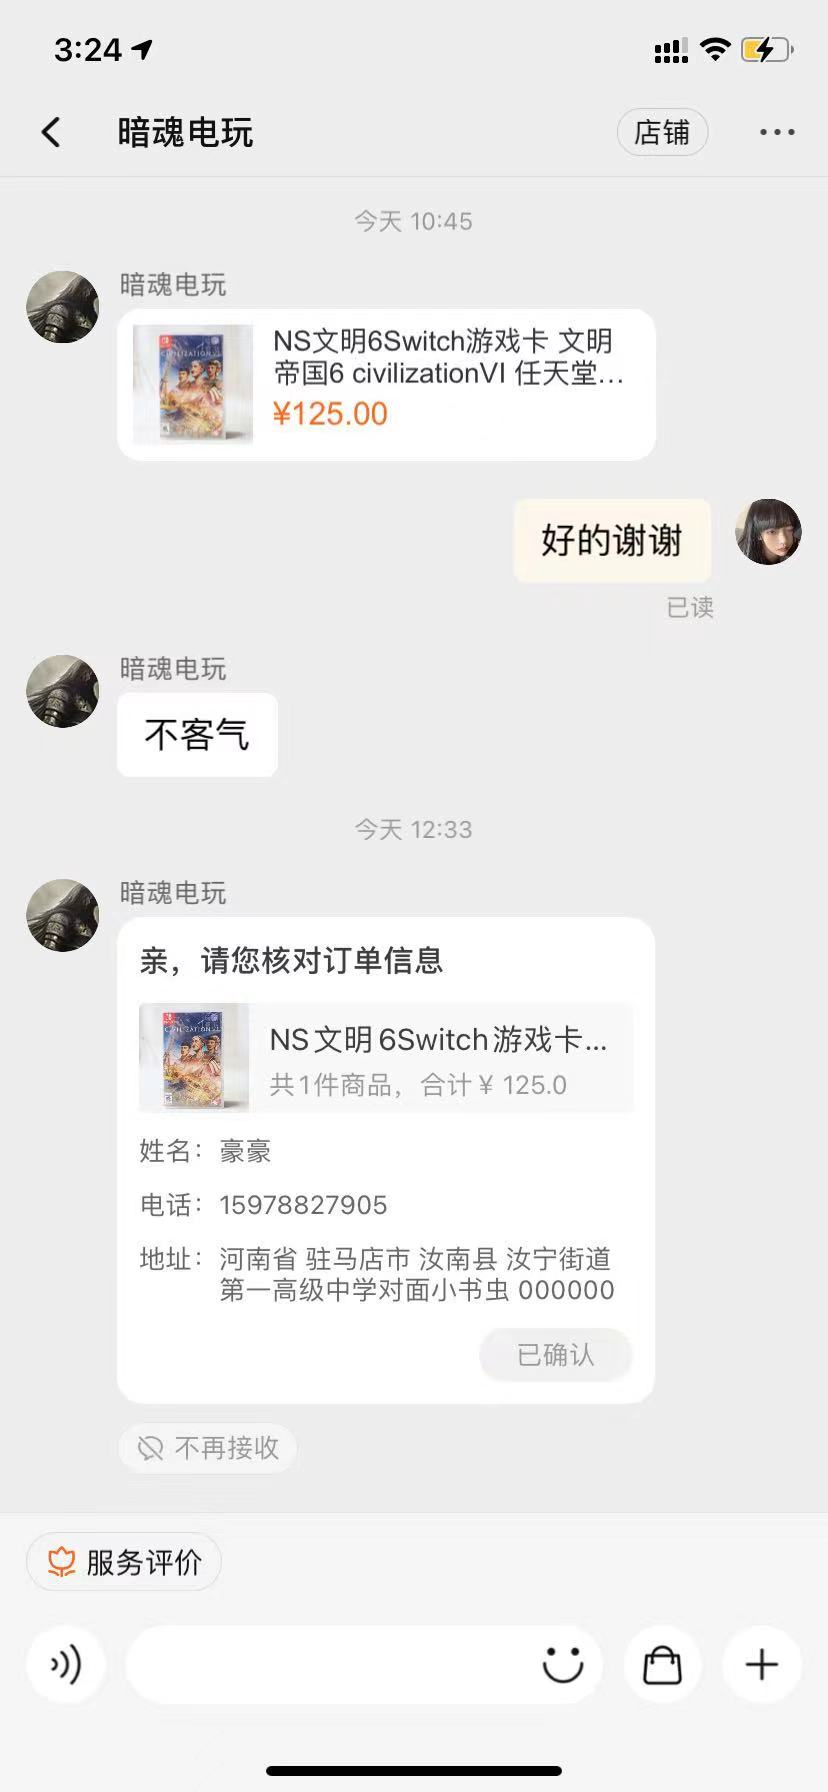 3:24
暗魂电玩
店铺
今天 10:45
暗魂电玩
NS文明6Switch游戏卡 文明
帝国6 civilizationVI 任天堂...
¥125.00
好的谢谢
已读
暗魂电玩
不客气
今天 12:33
暗魂电玩
亲，请您核对订单信息
NS文明6Switch游戏卡...
共1件商品，合计¥ 125.0
姓名：豪豪
电话：15978827905
地址：河南省 驻马店市 汝南县 汝宁街道
第一高级中学对面小书虫 000000
已确认
不再接收
服务评价